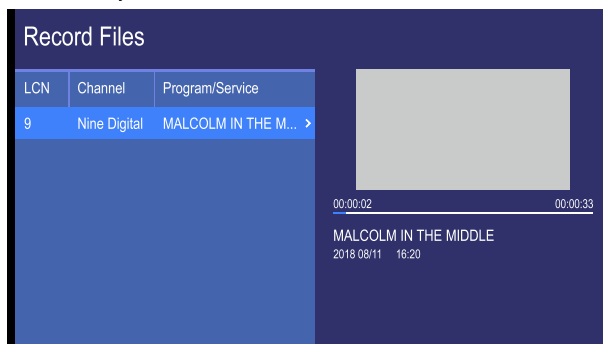 Record Files
LCN Channel Program/Service
9 Nine Digital MALCOLM IN THE M... >
00:00:02 00:00:33
MALCOLM IN THE MIDDLE
2018 08/11 16:20